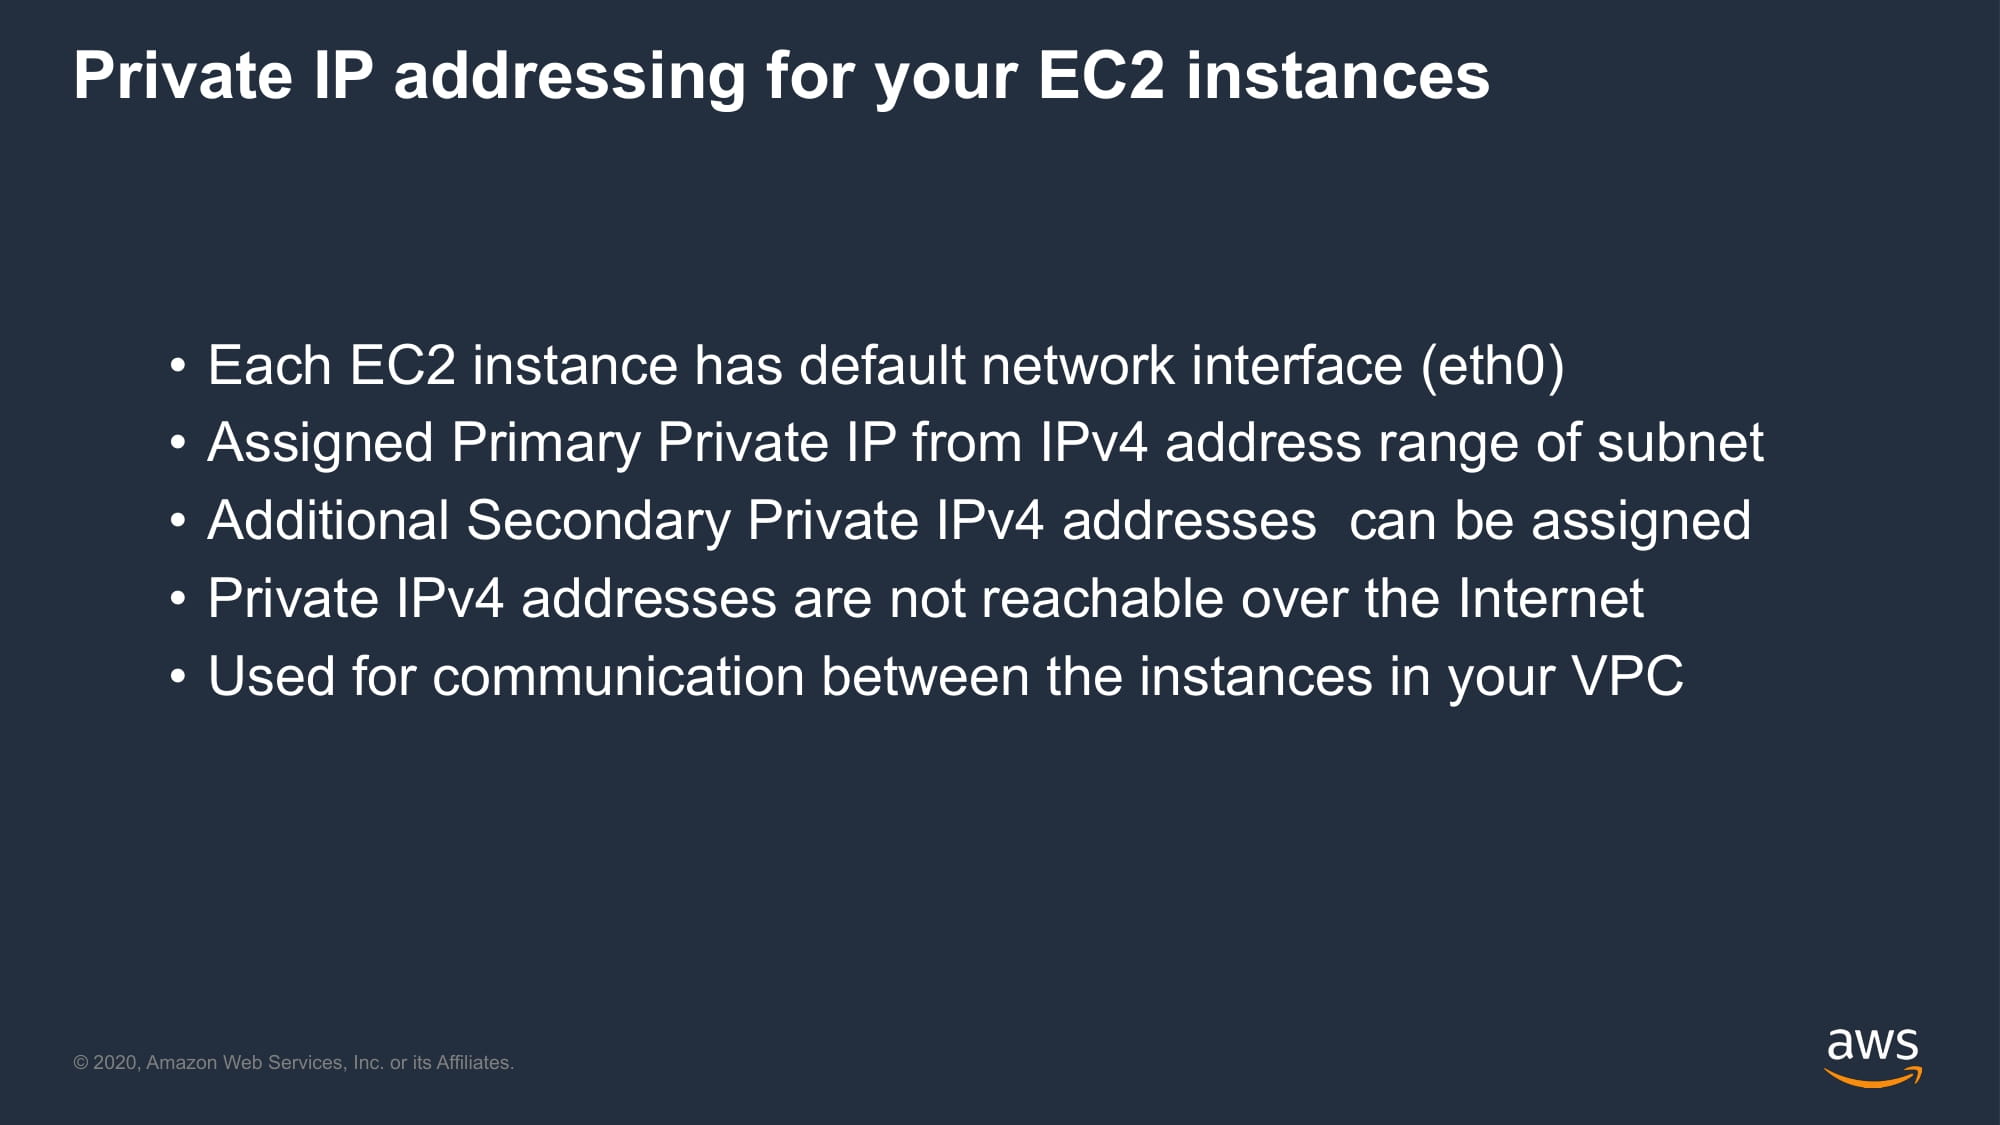 Private IP addressing for your EC2 instances
• Each EC2 instance has default network interface (eth0)
• Assigned Primary Private IP from IPv4 address range of subnet
• Additional Secondary Private IPv4 addresses  can be assigned
• Private IPv4 addresses are not reachable over the Internet
• Used for communication between the instances in your VPC
© 2020, Amazon Web Services, Inc. or its Affiliates.
aws